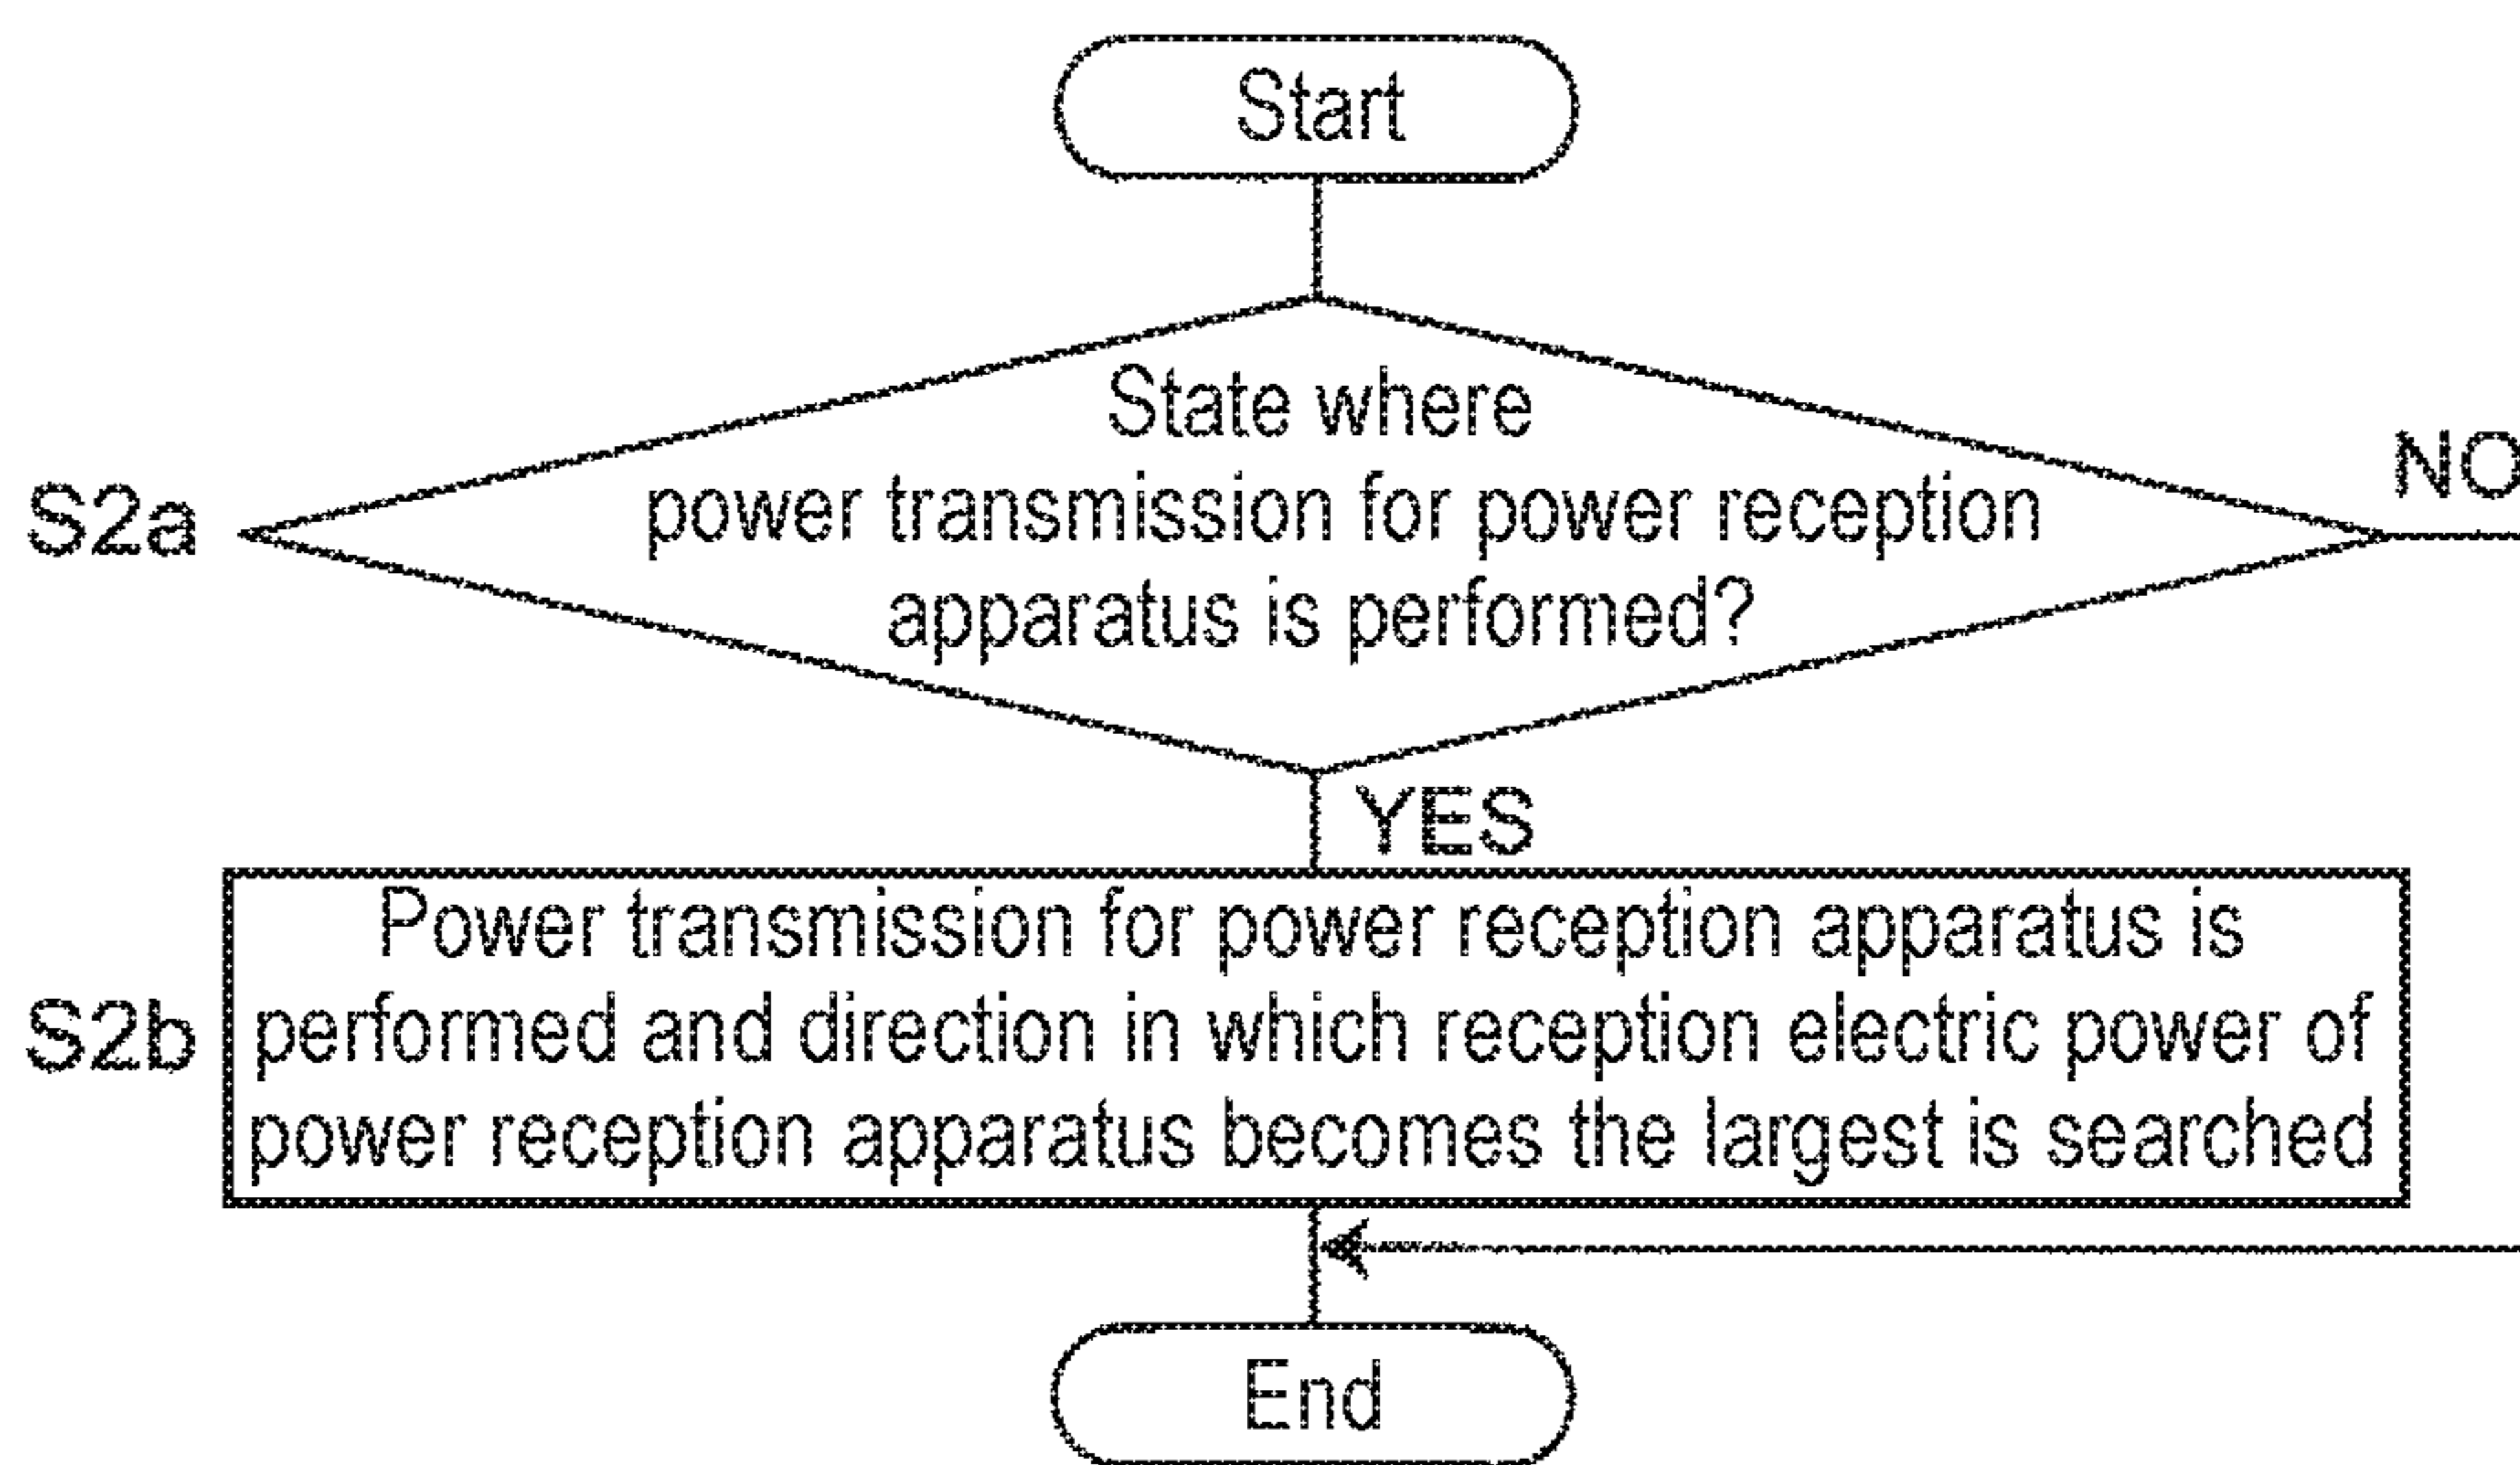 Start
State where
power transmission for power reception
apparatus is performed?
S2a
NO
YES
Power transmission for power reception apparatus is
performed and direction in which reception electric power of
power reception apparatus becomes the largest is searched
S2b
End